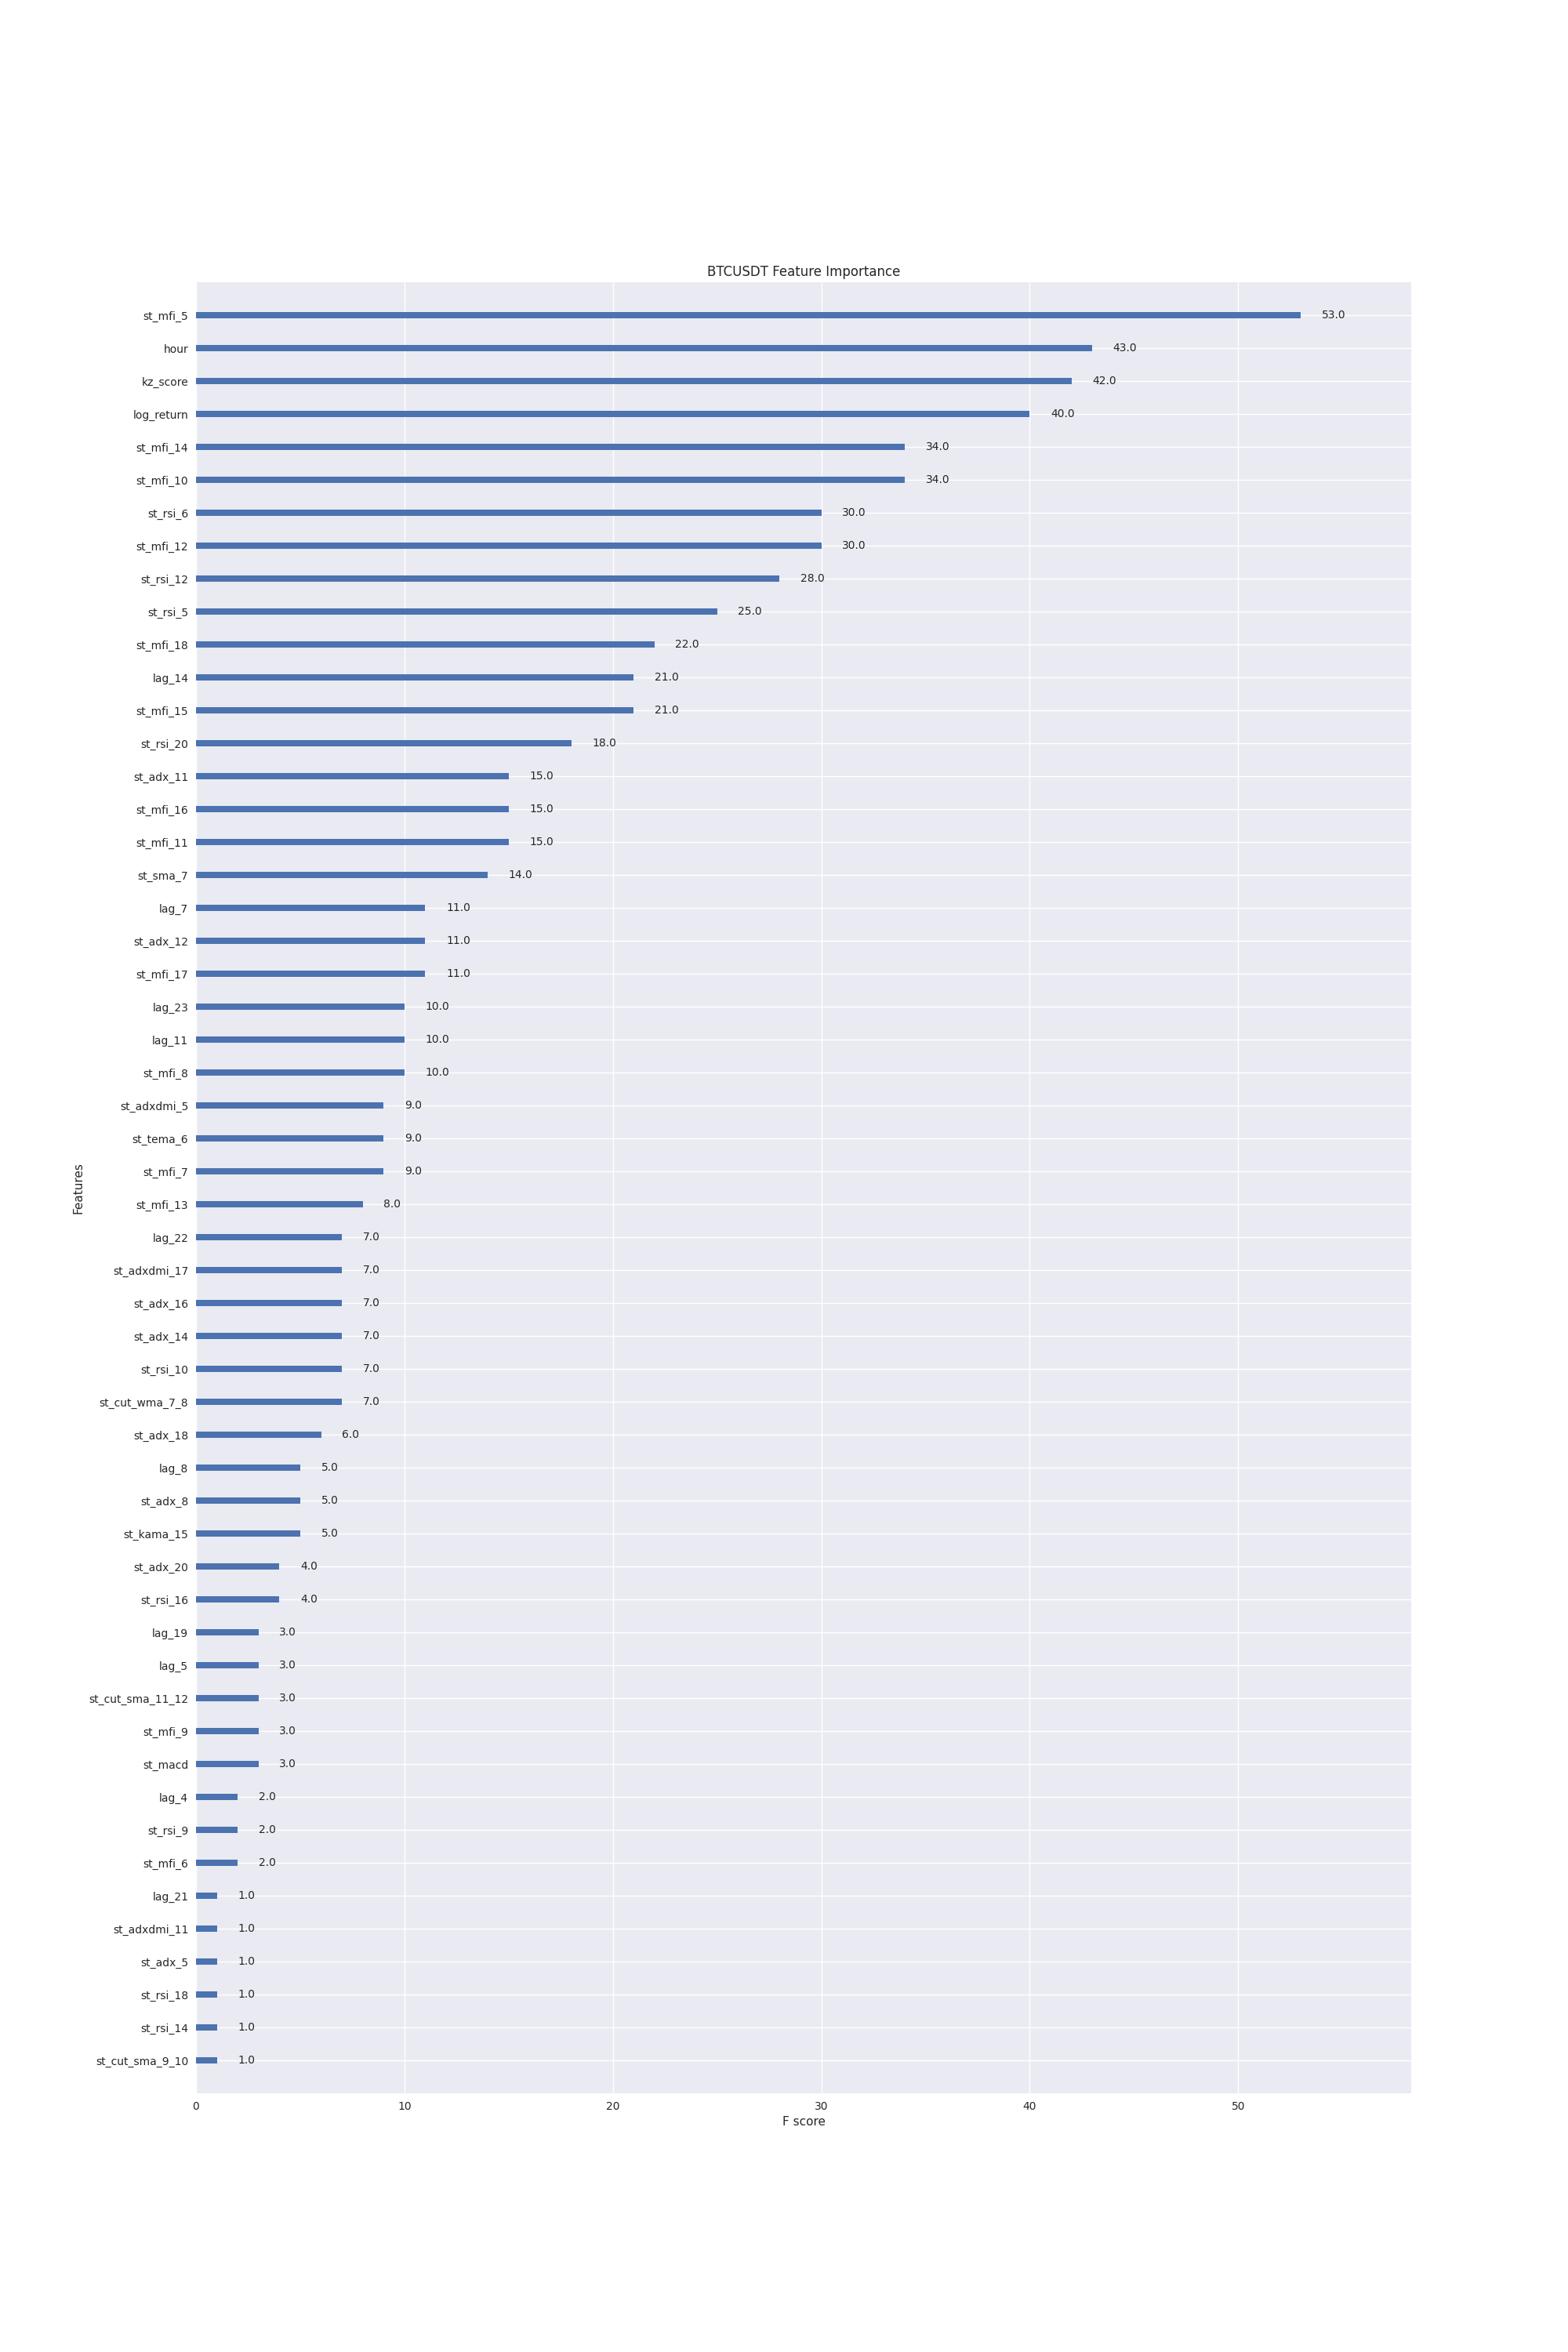 BTCUSDT Feature Importance
st_mfi_5 53.0
hour 43.0
kz_score 42.0
log_return 40.0
st_mfi_14 34.0
st_mfi_10 34.0
st_rsi_6 30.0
st_mfi_12 30.0
st_rsi_12 28.0
st_rsi_5 25.0
st_mfi_18 22.0
lag_14 21.0
st_mfi_15 21.0
st_rsi_20 18.0
st_adx_11 15.0
st_mfi_16 15.0
st_mfi_11 15.0
st_sma_7 14.0
lag_7 11.0
st_adx_12 11.0
st_mfi_17 11.0
lag_23 10.0
lag_11 10.0
st_mfi_8 10.0
st_adxdmi_5 9.0
st_tema_6 9.0
st_mfi_7 9.0
Features
st_mfi_13 8.0
lag_22 7.0
st_adxdmi_17 7.0
st_adx_16 7.0
st_adx_14 7.0
st_rsi_10 7.0
st_cut_wma_7_8 7.0
st_adx_18 6.0
lag_8 5.0
st_adx_8 5.0
st_kama_15 5.0
st_adx_20 4.0
st_rsi_16 4.0
lag_19 3.0
lag_5 3.0
st_cut_sma_11_12 3.0
st_mfi_9 3.0
st_macd 3.0
lag_4 2.0
st_rsi_9 2.0
st_mfi_6 2.0
lag_21 1.0
st_adxdmi_11 1.0
st_adx_5 1.0
st_rsi_18 1.0
st_rsi_14 1.0
st_cut_sma_9_10 1.0
0 10 20 30 40 50
F score